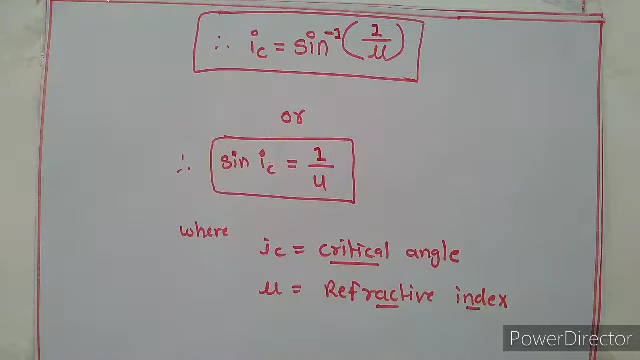 ∴ ic = sin⁻¹ (1/μ)
or
∴ sin ic = 1/μ
where
ic = critical angle
μ = Refractive index
PowerDirector